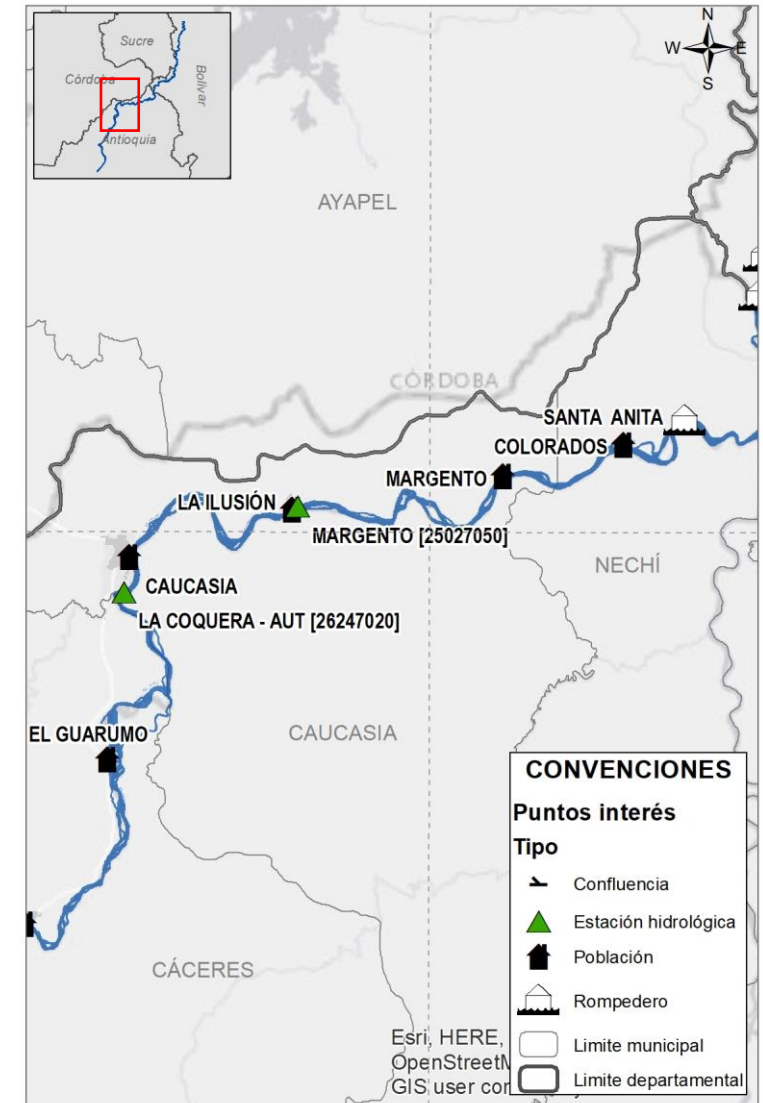 Sucre
Córdoba
Bolívar
Antioquia
N
W
E
S
AYAPEL
CÓRDOBA
SANTA ANITA
COLORADOS
MARGENTO
LA ILUSIÓN
MARGENTO [25027050]
NECHÍ
CAUCASIA
LA COQUERA - AUT [26247020]
EL GUARUMO
CAUCASIA
CÁCERES
CONVENCIONES
Puntos interés
Tipo
Confluencia
Estación hidrológica
Población
Rompedero
Limite municipal
Limite departamental
Esri, HERE,
OpenStreetM
GIS user cor